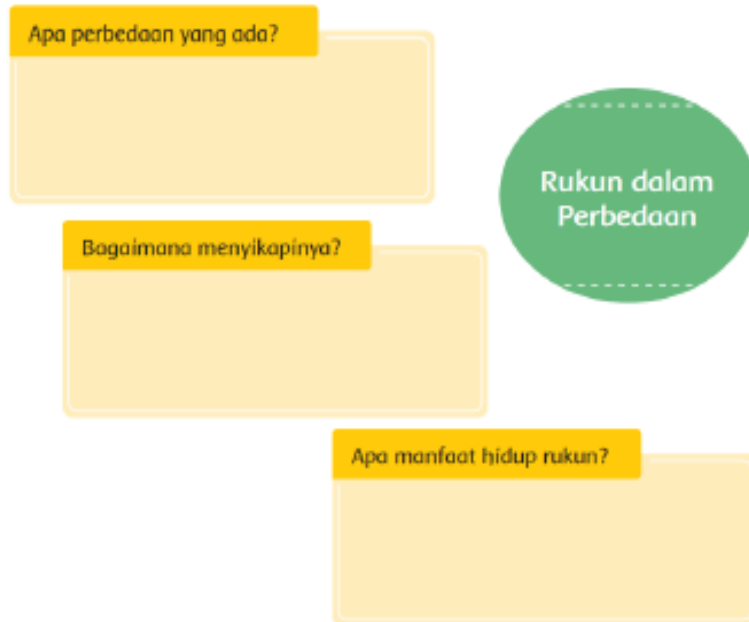 Apa perbedaan yang ada?
Rukun dalam
Perbedaan
Bagaimana menyikapinya?
Apa manfaat hidup rukun?